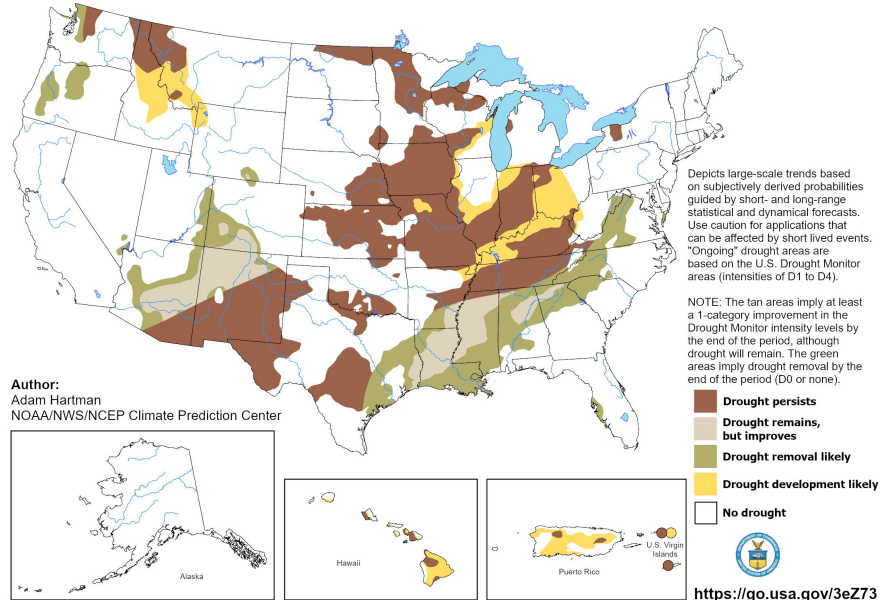 Depicts large-scale trends based
on subjectively derived probabilities
guided by short- and long-range
statistical and dynamical forecasts.
Use caution for applications that
can be affected by short lived events.
"Ongoing" drought areas are
based on the U.S. Drought Monitor
areas (intensities of D1 to D4).
NOTE: The tan areas imply at least
a 1-category improvement in the
Drought Monitor intensity levels by
the end of the period, although
drought will remain. The green
areas imply drought removal by the
end of the period (D0 or none).
Author:
Adam Hartman
NOAA/NWS/NCEP Climate Prediction Center
Drought persists
Drought remains,
but improves
Drought removal likely
Drought development likely
No drought
Alaska
Hawaii
Puerto Rico
U.S. Virgin
Islands
https://go.usa.gov/3eZ73